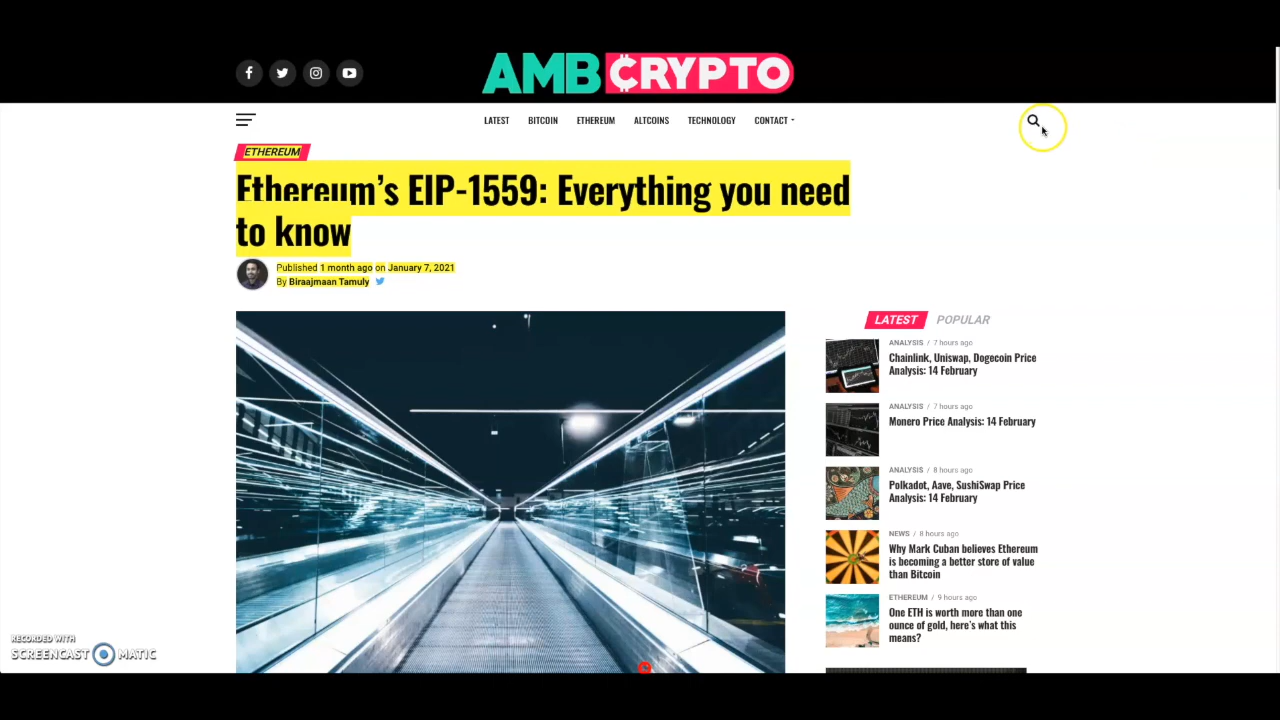 AMBCRYPTO
LATEST BITCOIN ETHEREUM ALTCOINS TECHNOLOGY CONTACT
ETHEREUM
Ethereum's EIP-1559: Everything you need
to know
Published 1 month ago on January 7, 2021
By Biraajmaan Tamuly
LATEST POPULAR
ANALYSIS / 7 hours ago
Chainlink, Uniswap, Dogecoin Price
Analysis: 14 February
ANALYSIS / 7 hours ago
Monero Price Analysis: 14 February
ANALYSIS / 8 hours ago
Polkadot, Aave, SushiSwap Price
Analysis: 14 February
NEWS / 8 hours ago
Why Mark Cuban believes Ethereum
is becoming a better store of value
than Bitcoin
ETHEREUM / 9 hours ago
One ETH is worth more than one
ounce of gold, here's what this
means?
RECORDED WITH
SCREENCAST MATIC